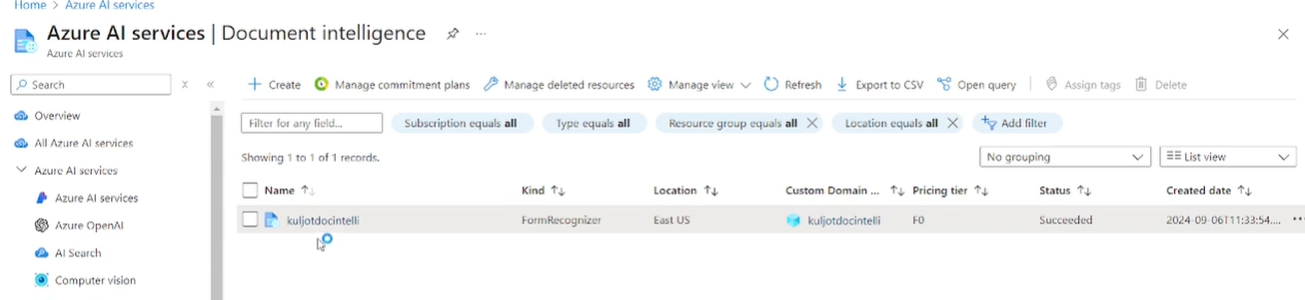 Home > Azure AI services
Azure AI services | Document intelligence
Azure AI services
Search
Create Manage commitment plans Manage deleted resources Manage view Refresh Export to CSV Open query Assign tags Delete
Overview
All Azure AI services
Azure AI services
Azure AI services
Azure OpenAI
AI Search
Computer vision
Filter for any field... Subscription equals all Type equals all Resource group equals all Location equals all Add filter
Showing 1 to 1 of 1 records.
No grouping List view
Name Kind Location Custom Domain ... Pricing tier Status Created date
kuljotdocintelli FormRecognizer East US kuljotdocintelli F0 Succeeded 2024-09-06T11:33:54....